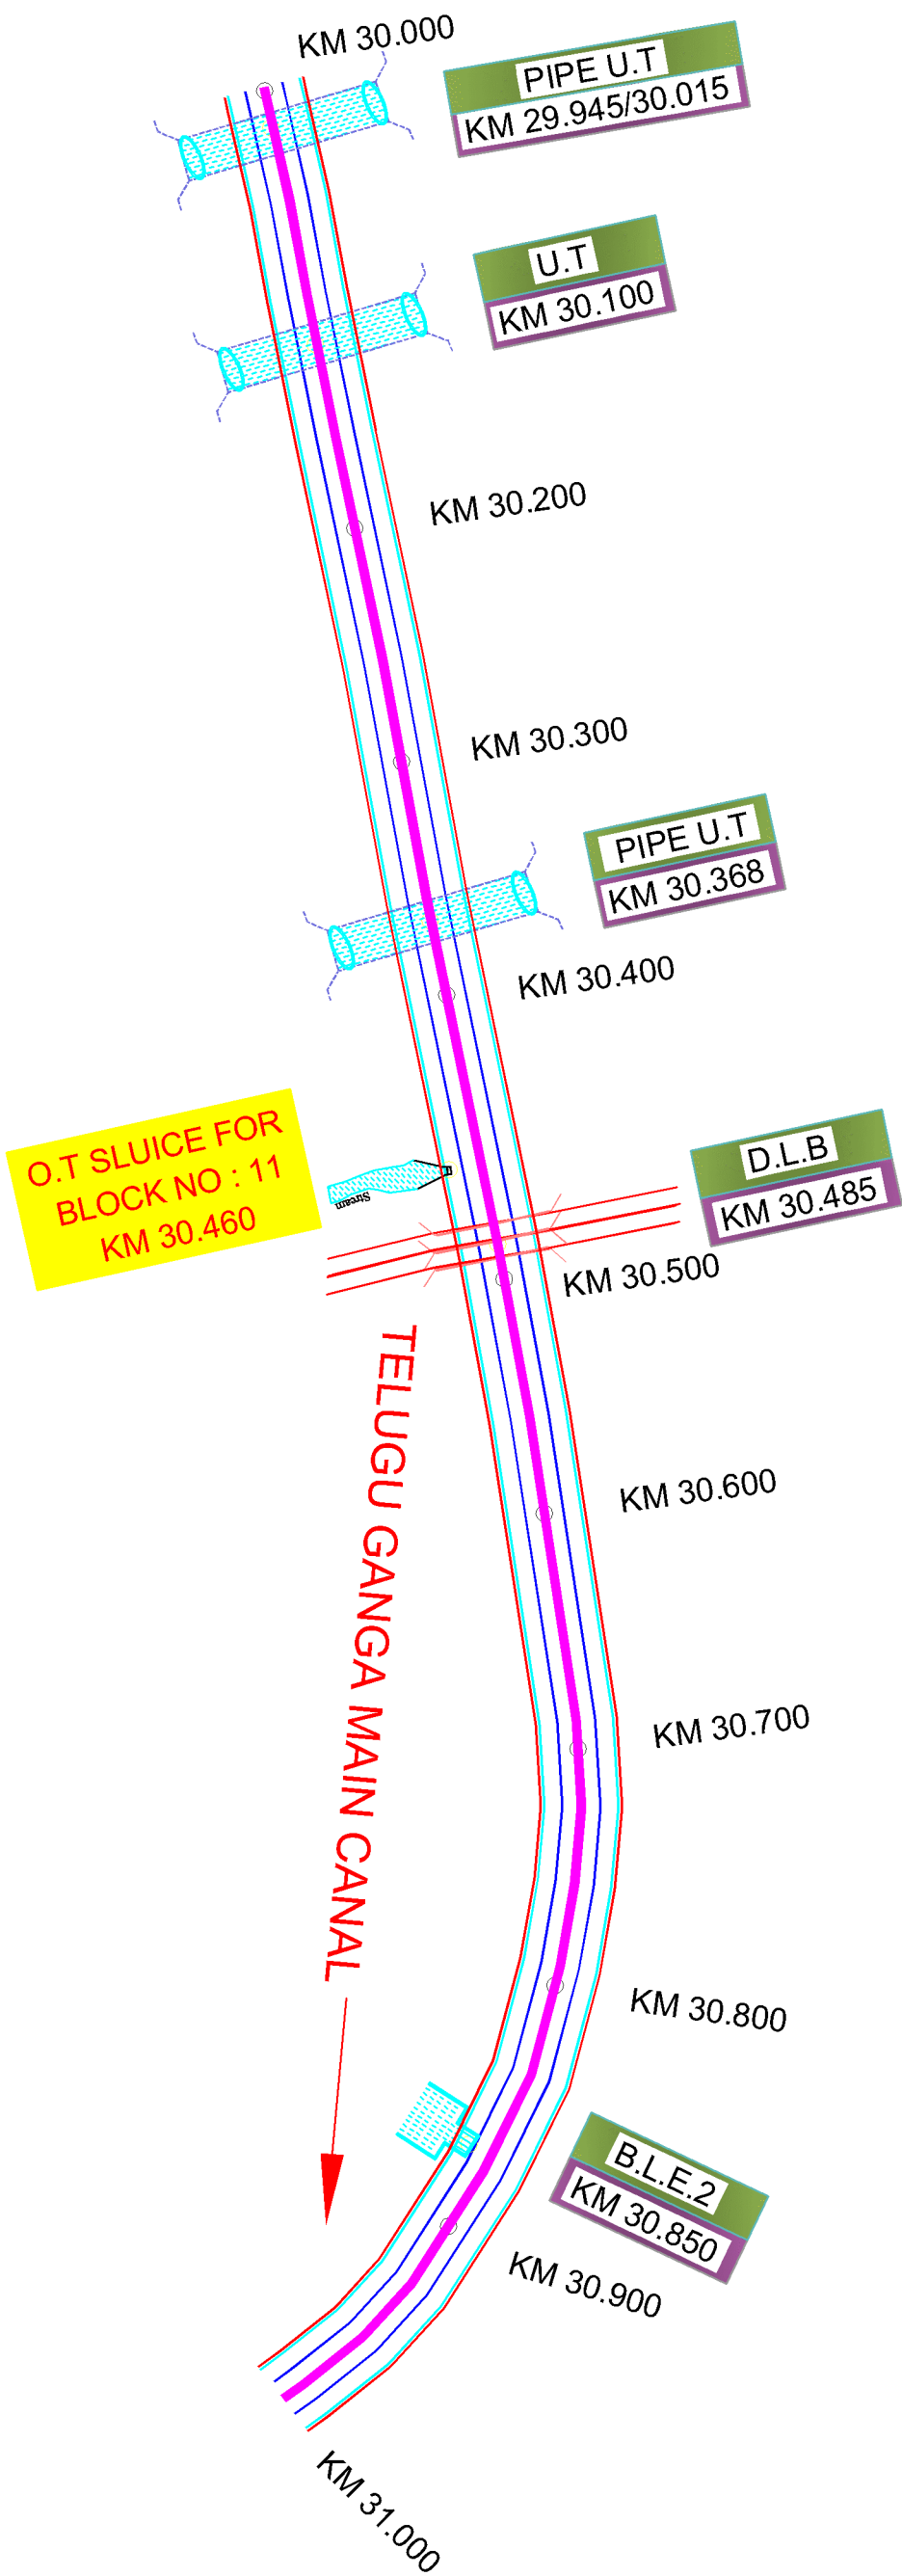 KM 30.000
PIPE U.T
KM 29.945/30.015
U.T
KM 30.100
KM 30.200
KM 30.300
PIPE U.T
KM 30.368
KM 30.400
O.T SLUICE FOR
BLOCK NO : 11
KM 30.460
Stream
D.L.B
KM 30.485
KM 30.500
TELUGU GANGA MAIN CANAL
KM 30.600
KM 30.700
KM 30.800
B.L.E.2
KM 30.850
KM 30.900
KM 31.000